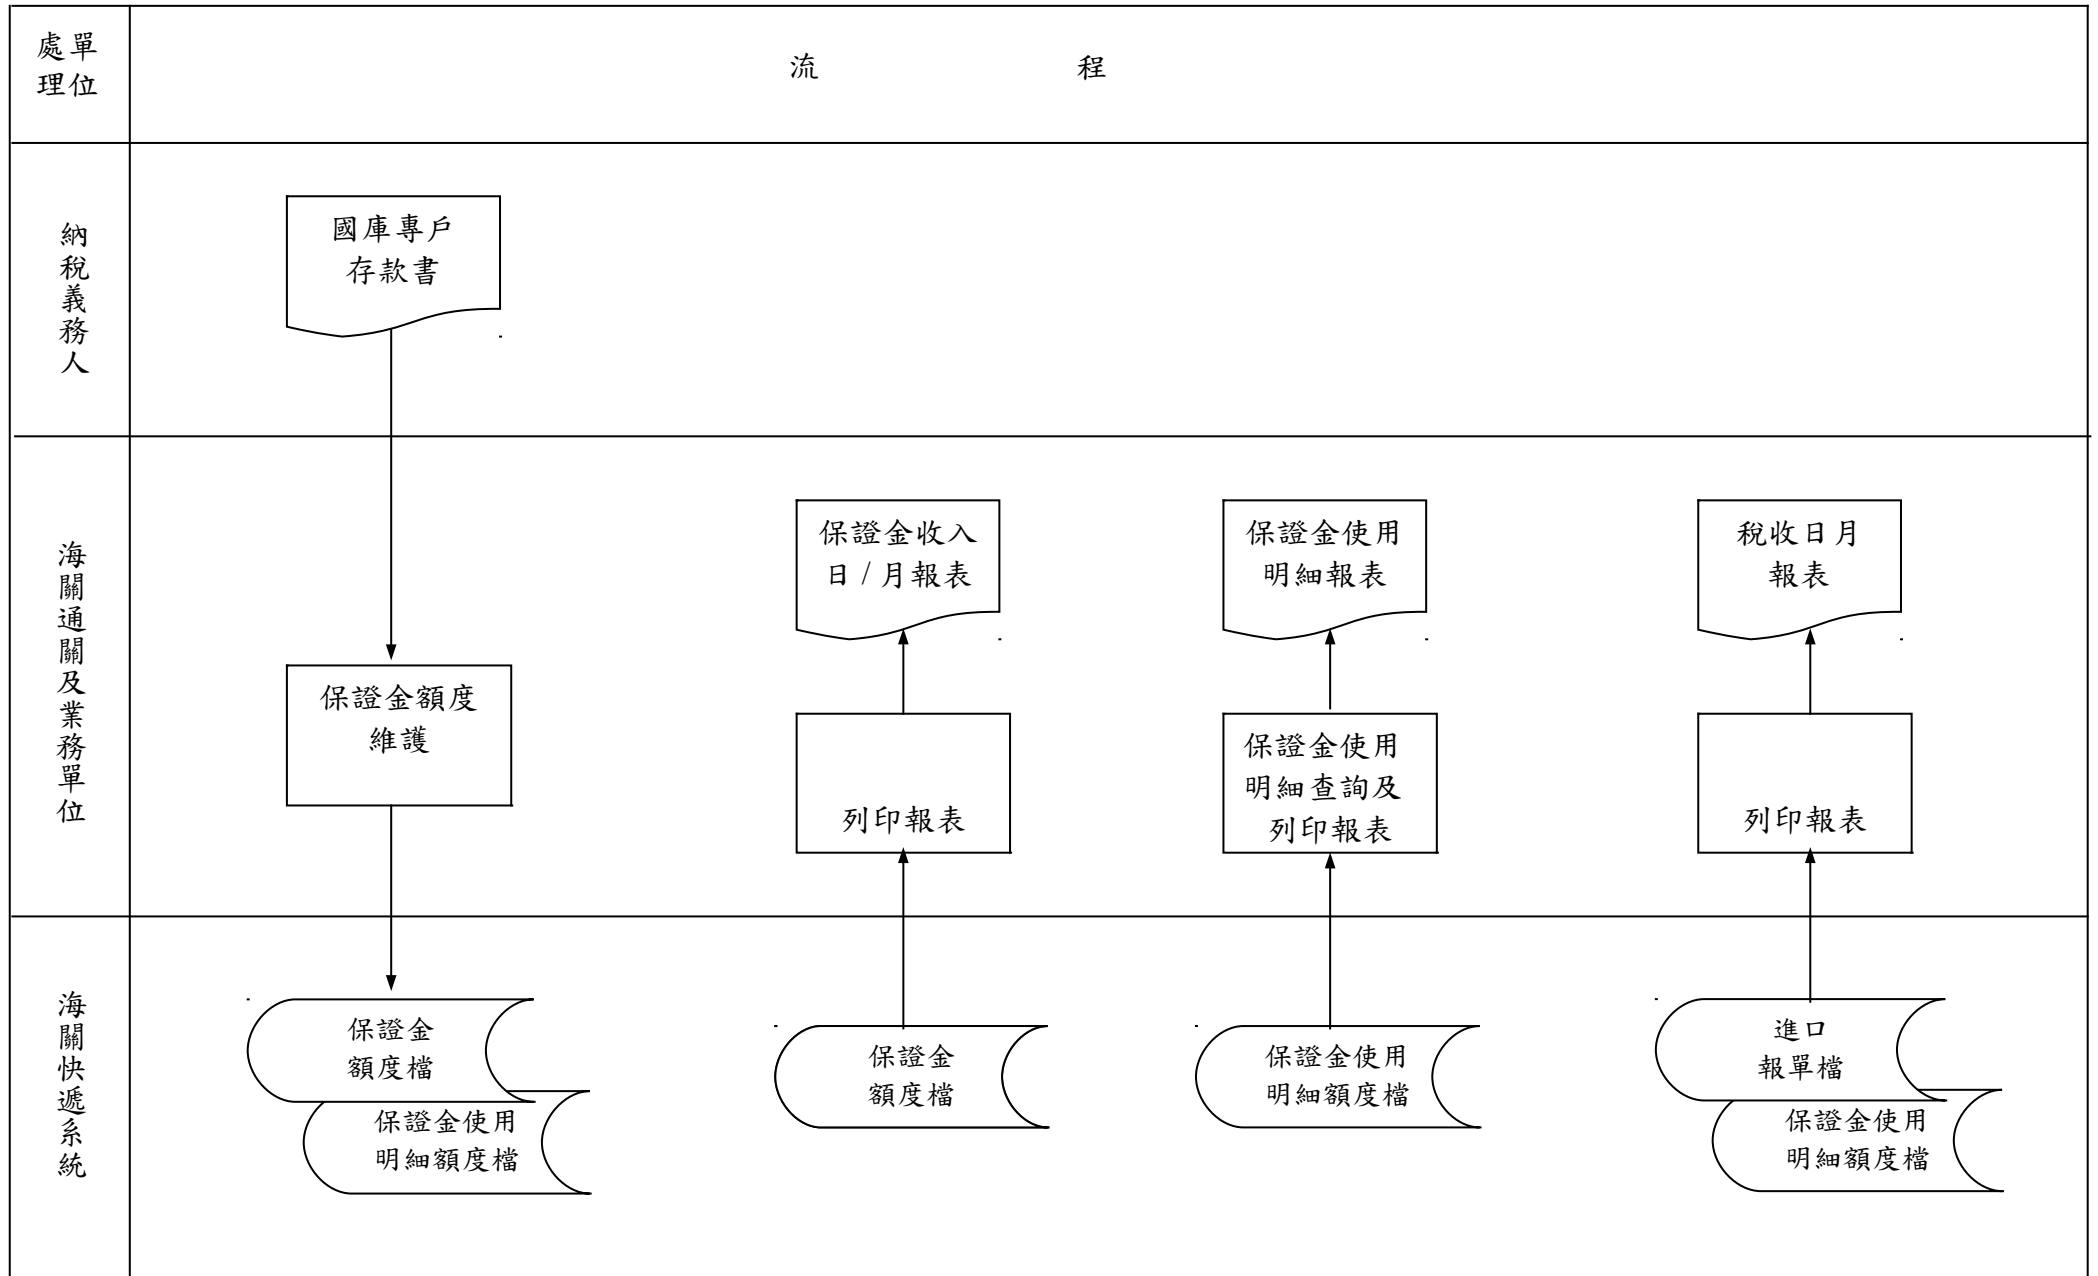 處單
理位
流程
納稅義務人
國庫專戶
存款書
海關通關及業務單位
保證金額度
維護
保證金收入
日/月報表
列印報表
保證金使用
明細報表
保證金使用
明細查詢及
列印報表
稅收日月
報表
列印報表
海關快遞系統
保證金
額度檔
保證金使用
明細額度檔
保證金
額度檔
保證金使用
明細額度檔
進口
報單檔
保證金使用
明細額度檔